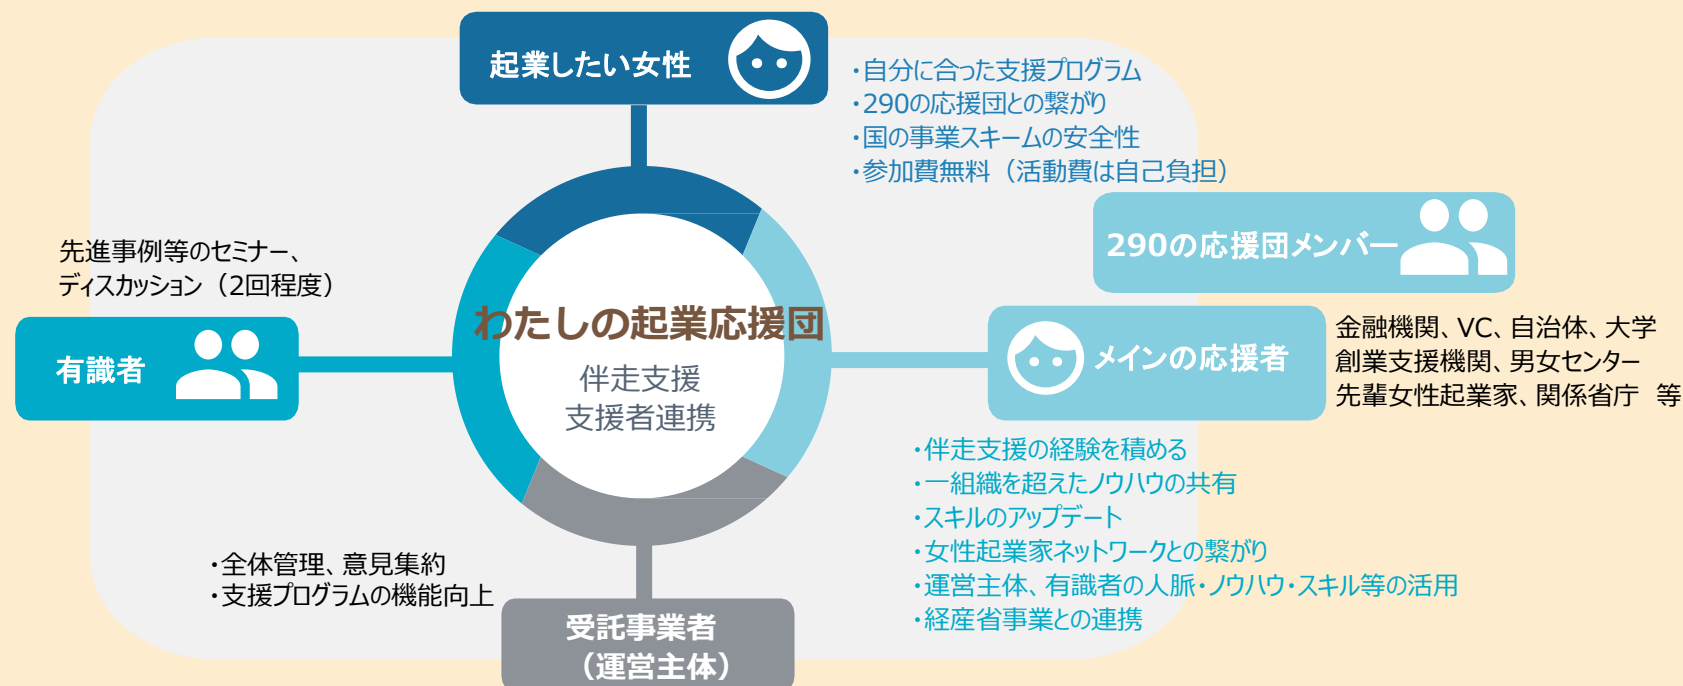 起業したい女性
・自分に合った支援プログラム
・290の応援団との繋がり
・国の事業スキームの安全性
・参加費無料（活動費は自己負担）
290の応援団メンバー
先進事例等のセミナー、
ディスカッション（2回程度）
有識者
わたしの起業応援団
伴走支援
支援者連携
メインの応援者
金融機関、VC、自治体、大学
創業支援機関、男女センター
先輩女性起業家、関係省庁　等
・伴走支援の経験を積める
・一組織を超えたノウハウの共有
・スキルのアップデート
・女性起業家ネットワークとの繋がり
・運営主体、有識者の人脈・ノウハウ・スキル等の活用
・経産省事業との連携
・全体管理、意見集約
・支援プログラムの機能向上
受託事業者
（運営主体）